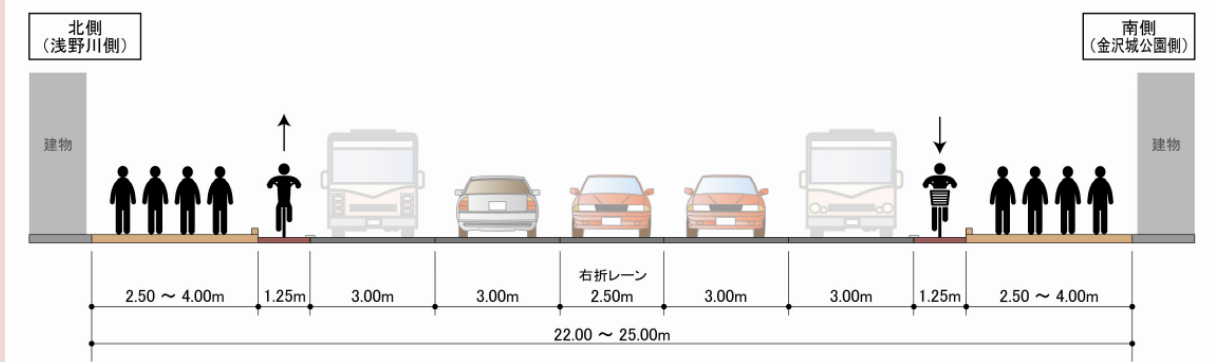 北側
（浅野川側）
南側
（金沢城公園側）
建物
建物
右折レーン
2.50 ～ 4.00m
1.25m
3.00m
3.00m
2.50m
3.00m
3.00m
1.25m
2.50 ～ 4.00m
22.00 ～ 25.00m